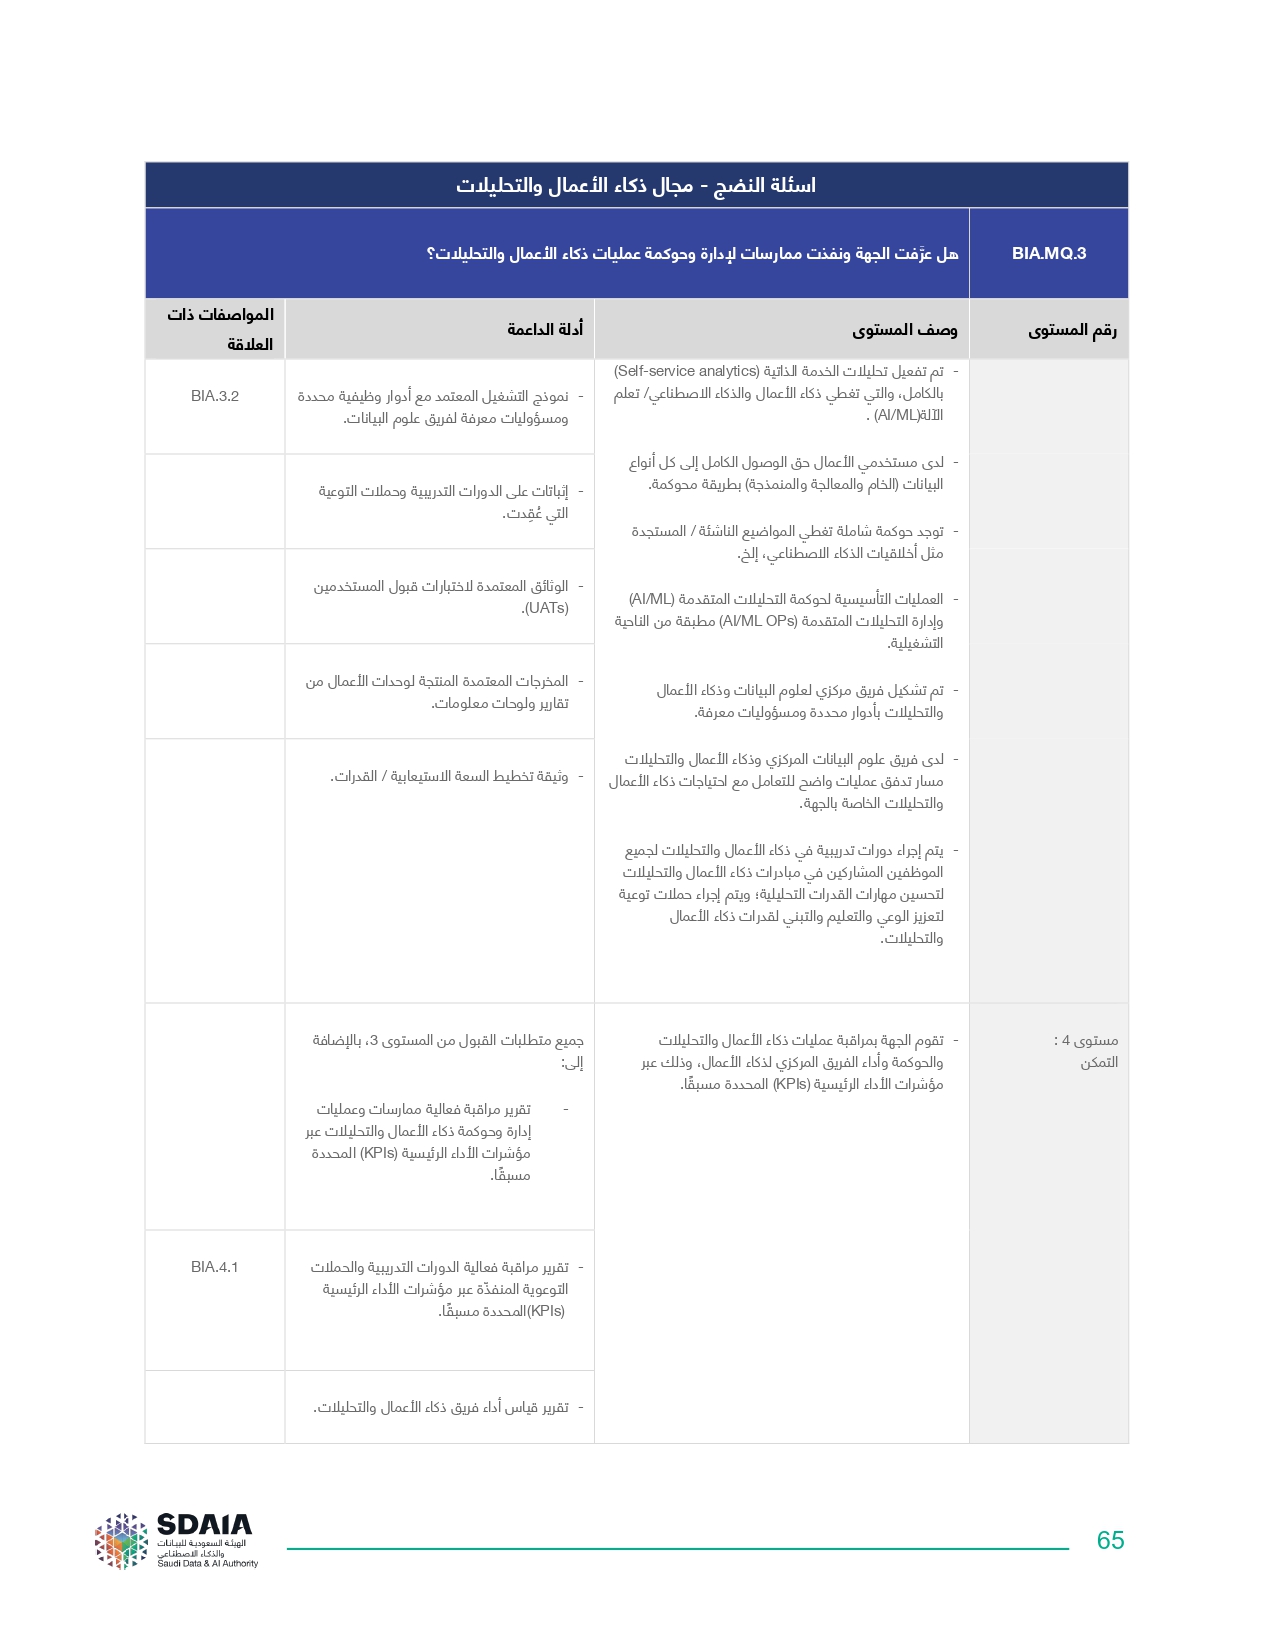 اسئلة النضج - مجال ذكاء الأعمال والتحليلات
BIA.MQ.3
هل عرَّفت الجهة ونفذت ممارسات لإدارة وحوكمة عمليات ذكاء الأعمال والتحليلات؟
رقم المستوى
وصف المستوى
أدلة الداعمة
المواصفات ذات
العلاقة
- تم تفعيل تحليلات الخدمة الذاتية (Self-service analytics)
بالكامل، والتي تغطي ذكاء الأعمال والذكاء الاصطناعي/ تعلم
الآلة(AI/ML) .
- لدى مستخدمي الأعمال حق الوصول الكامل إلى كل أنواع
البيانات (الخام والمعالجة والمنمذجة) بطريقة محوكمة.
- توجد حوكمة شاملة تغطي المواضيع الناشئة / المستجدة
مثل أخلاقيات الذكاء الاصطناعي، إلخ.
- العمليات التأسيسية لحوكمة التحليلات المتقدمة (AI/ML)
وإدارة التحليلات المتقدمة (AI/ML OPs) مطبقة من الناحية
التشغيلية.
- تم تشكيل فريق مركزي لعلوم البيانات وذكاء الأعمال
والتحليلات بأدوار محددة ومسؤوليات معرفة.
- لدى فريق علوم البيانات المركزي وذكاء الأعمال والتحليلات
مسار تدفق عمليات واضح للتعامل مع احتياجات ذكاء الأعمال
والتحليلات الخاصة بالجهة.
- يتم إجراء دورات تدريبية في ذكاء الأعمال والتحليلات لجميع
الموظفين المشاركين في مبادرات ذكاء الأعمال والتحليلات
لتحسين مهارات القدرات التحليلية؛ ويتم إجراء حملات توعية
لتعزيز الوعي والتعليم والتبني لقدرات ذكاء الأعمال
والتحليلات.
- نموذج التشغيل المعتمد مع أدوار وظيفية محددة
ومسؤوليات معرفة لفريق علوم البيانات.
BIA.3.2
- إثباتات على الدورات التدريبية وحملات التوعية
التي عُقِدت.
- الوثائق المعتمدة لاختبارات قبول المستخدمين
(UATs).
- المخرجات المعتمدة المنتجة لوحدات الأعمال من
تقارير ولوحات معلومات.
- وثيقة تخطيط السعة الاستيعابية / القدرات.
مستوى 4 :
التمكن
- تقوم الجهة بمراقبة عمليات ذكاء الأعمال والتحليلات
والحوكمة وأداء الفريق المركزي لذكاء الأعمال، وذلك عبر
مؤشرات الأداء الرئيسية (KPIs) المحددة مسبقًا.
جميع متطلبات القبول من المستوى 3، بالإضافة
إلى:
- تقرير مراقبة فعالية ممارسات وعمليات
إدارة وحوكمة ذكاء الأعمال والتحليلات عبر
مؤشرات الأداء الرئيسية (KPIs) المحددة
مسبقًا.
- تقرير مراقبة فعالية الدورات التدريبية والحملات
التوعوية المنفذّة عبر مؤشرات الأداء الرئيسية
(KPIs)المحددة مسبقًا.
BIA.4.1
- تقرير قياس أداء فريق ذكاء الأعمال والتحليلات.
SDAIA
الهيئة السعودية للبيانات
والذكاء الاصطناعي
Saudi Data & AI Authority
65